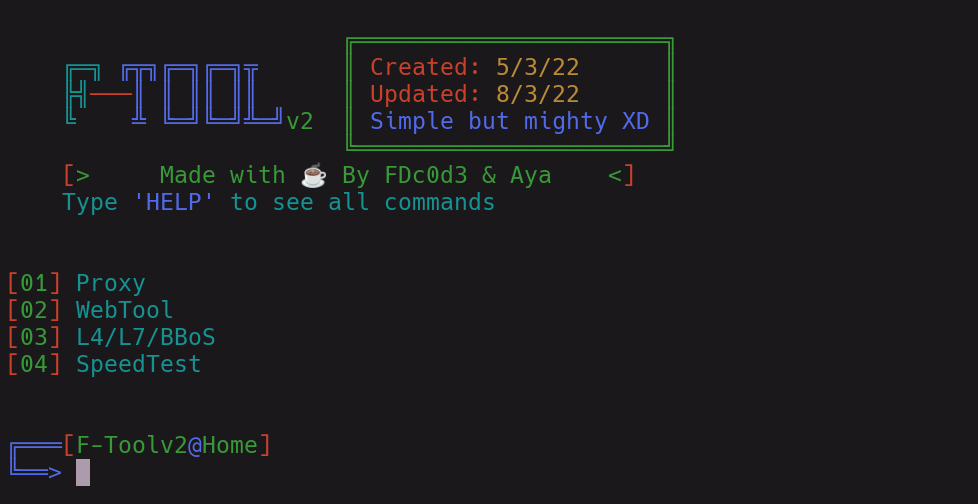 F-TOOL v2
Created: 5/3/22
Updated: 8/3/22
Simple but mighty XD
[> Made with ☕ By FDc0d3 & Aya <]
Type 'HELP' to see all commands
[01] Proxy
[02] WebTool
[03] L4/L7/BBoS
[04] SpeedTest
[F-Toolv2@Home]
>